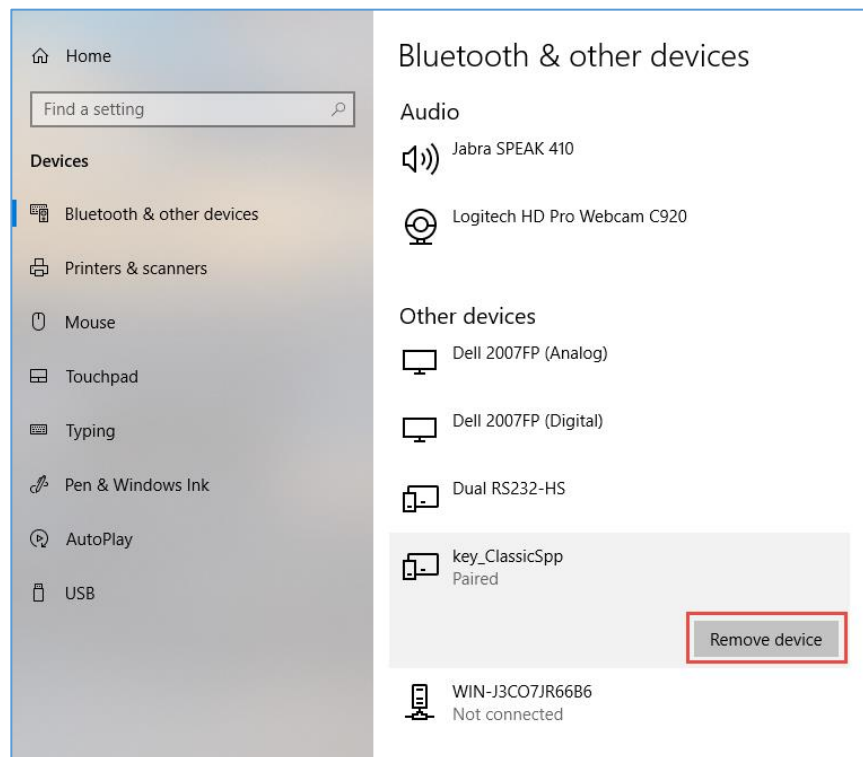 Home
Find a setting
Devices
Bluetooth & other devices
Printers & scanners
Mouse
Touchpad
Typing
Pen & Windows Ink
AutoPlay
USB
Bluetooth & other devices
Audio
Jabra SPEAK 410
Logitech HD Pro Webcam C920
Other devices
Dell 2007FP (Analog)
Dell 2007FP (Digital)
Dual RS232-HS
key_ClassicSpp
Paired
Remove device
WIN-J3CO7JR66B6
Not connected